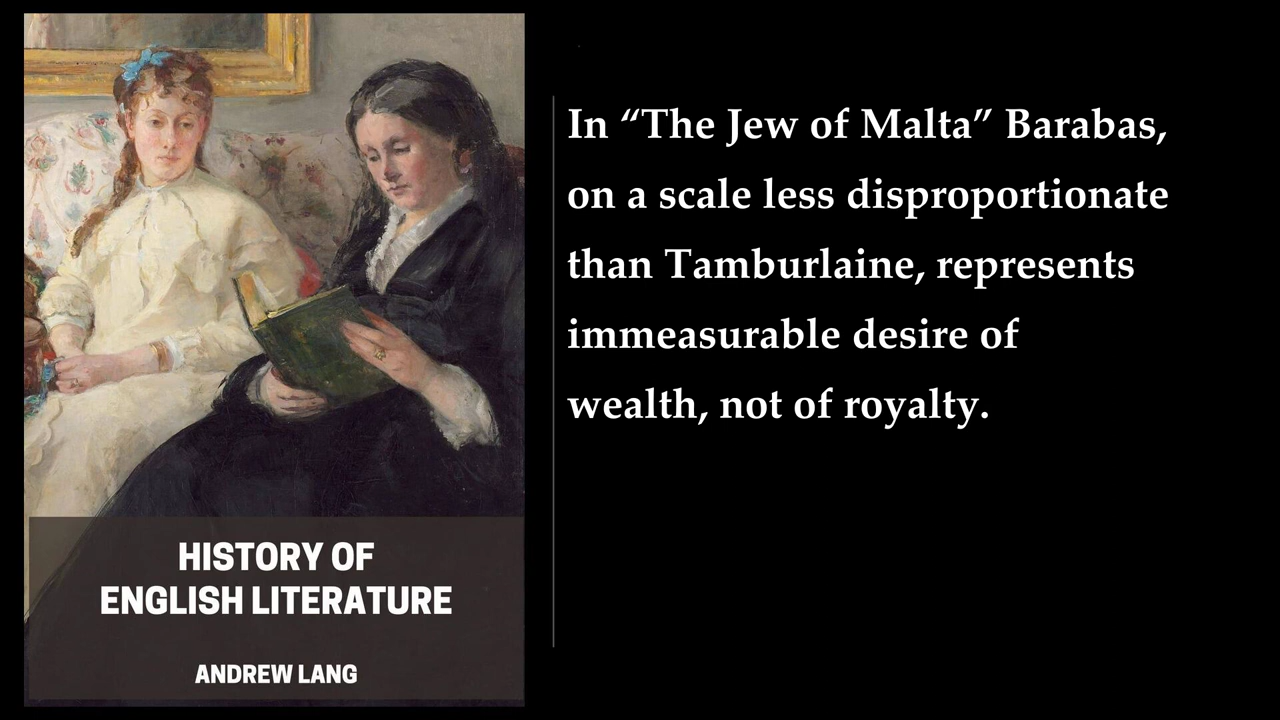 HISTORY OF
ENGLISH LITERATURE
ANDREW LANG
In “The Jew of Malta” Barabas,
on a scale less disproportionate
than Tamburlaine, represents
immeasurable desire of
wealth, not of royalty.